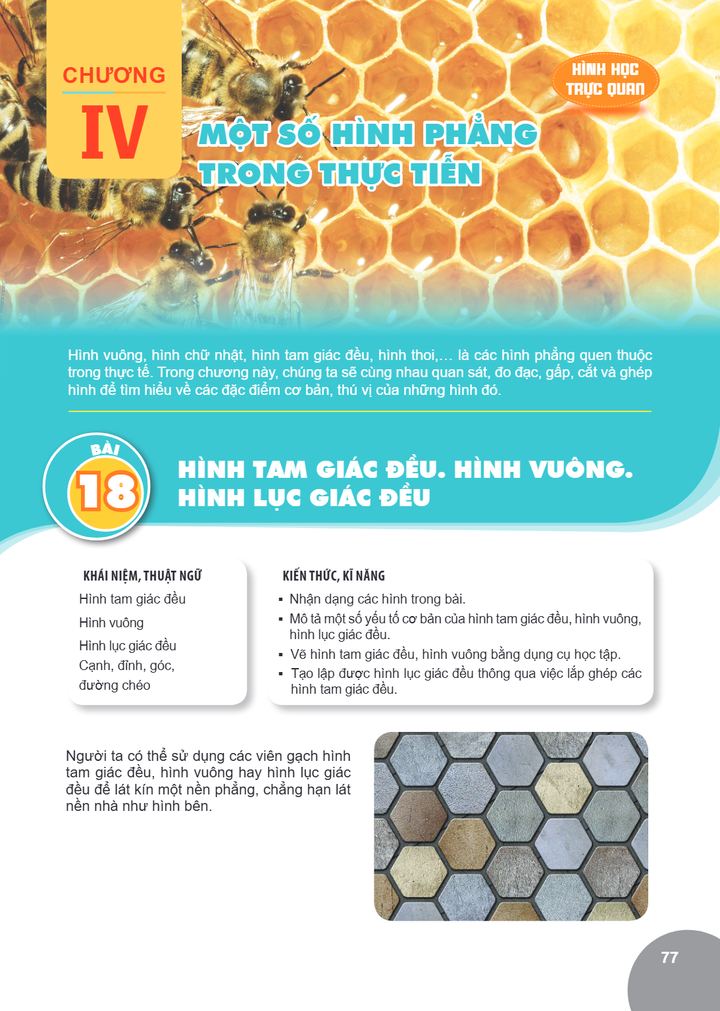 CHƯƠNG
IV
HÌNH HỌC
TRỰC QUAN
MỘT SỐ HÌNH PHẲNG
TRONG THỰC TIỄN
Hình vuông, hình chữ nhật, hình tam giác đều, hình thoi,… là các hình phẳng quen thuộc
trong thực tế. Trong chương này, chúng ta sẽ cùng nhau quan sát, đo đạc, gấp, cắt và ghép
hình để tìm hiểu về các đặc điểm cơ bản, thú vị của những hình đó.
BÀI
18
HÌNH TAM GIÁC ĐỀU. HÌNH VUÔNG.
HÌNH LỤC GIÁC ĐỀU
KHÁI NIỆM, THUẬT NGỮ
Hình tam giác đều
Hình vuông
Hình lục giác đều
Cạnh, đỉnh, góc,
đường chéo
KIẾN THỨC, KĨ NĂNG
▪ Nhận dạng các hình trong bài.
▪ Mô tả một số yếu tố cơ bản của hình tam giác đều, hình vuông,
hình lục giác đều.
▪ Vẽ hình tam giác đều, hình vuông bằng dụng cụ học tập.
▪ Tạo lập được hình lục giác đều thông qua việc lắp ghép các
hình tam giác đều.
Người ta có thể sử dụng các viên gạch hình
tam giác đều, hình vuông hay hình lục giác
đều để lát kín một nền phẳng, chẳng hạn lát
nền nhà như hình bên.
77